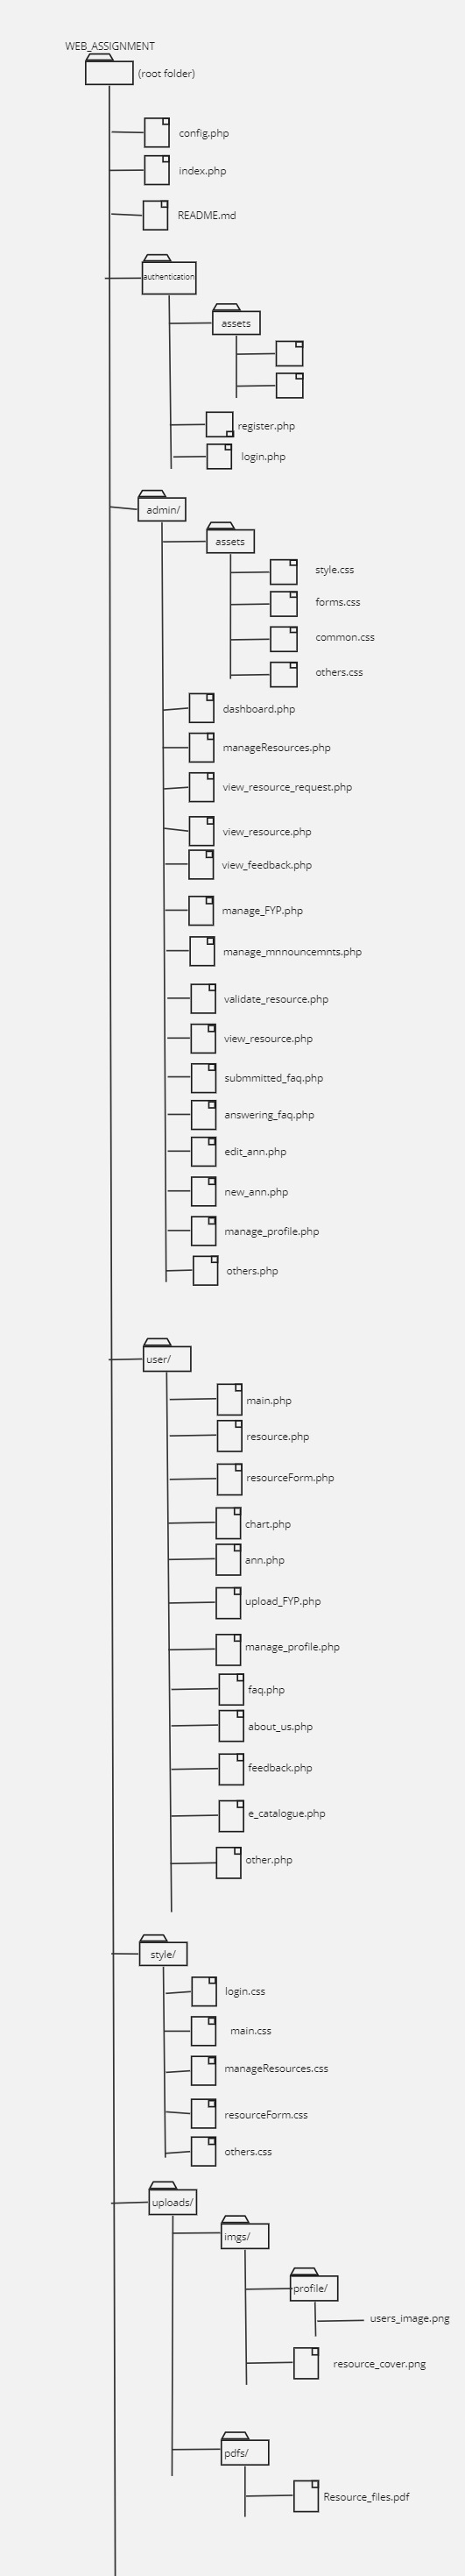 WEB_ASSIGNMENT
(root folder)
config.php
index.php
README.md
authentication
assets
register.php
login.php
admin/
assets
style.css
forms.css
common.css
others.css
dashboard.php
manageResources.php
view_resource_request.php
view_resource.php
view_feedback.php
manage_FYP.php
manage_mnnouncemnts.php
validate_resource.php
view_resource.php
submmitted_faq.php
answering_faq.php
edit_ann.php
new_ann.php
manage_profile.php
others.php
user/
main.php
resource.php
resourceForm.php
chart.php
ann.php
upload_FYP.php
manage_profile.php
faq.php
about_us.php
feedback.php
e_catalogue.php
other.php
style/
login.css
main.css
manageResources.css
resourceForm.css
others.css
uploads/
imgs/
profile/
users_image.png
resource_cover.png
pdfs/
Resource_files.pdf